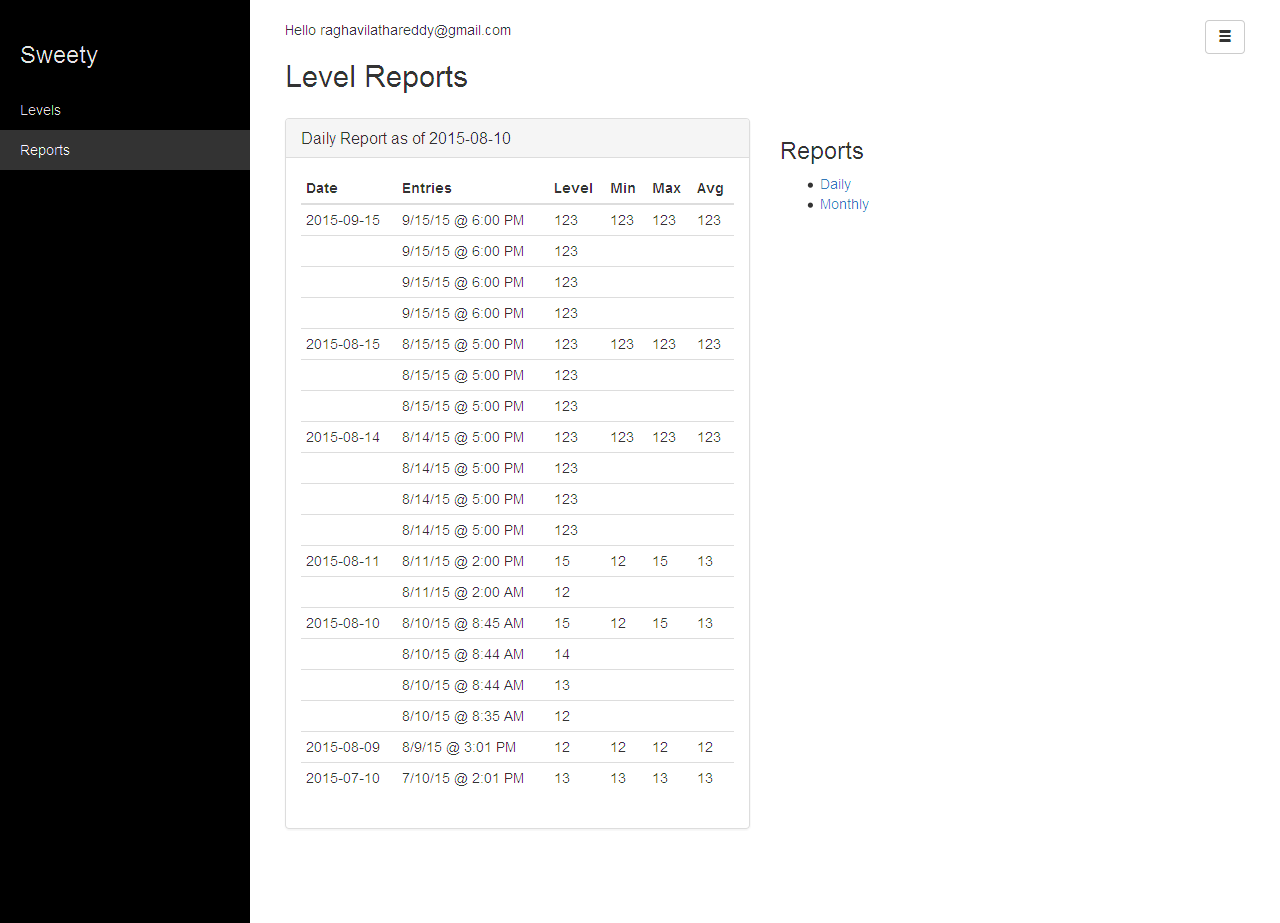 Sweety
Levels
Reports
Hello raghavilathareddy@gmail.com
Level Reports
Daily Report as of 2015-08-10
Date Entries Level Min Max Avg
2015-09-15 9/15/15 @ 6:00 PM 123 123 123 123
9/15/15 @ 6:00 PM 123
9/15/15 @ 6:00 PM 123
9/15/15 @ 6:00 PM 123
2015-08-15 8/15/15 @ 5:00 PM 123 123 123 123
8/15/15 @ 5:00 PM 123
8/15/15 @ 5:00 PM 123
2015-08-14 8/14/15 @ 5:00 PM 123 123 123 123
8/14/15 @ 5:00 PM 123
8/14/15 @ 5:00 PM 123
8/14/15 @ 5:00 PM 123
2015-08-11 8/11/15 @ 2:00 PM 15 12 15 13
8/11/15 @ 2:00 AM 12
2015-08-10 8/10/15 @ 8:45 AM 15 12 15 13
8/10/15 @ 8:44 AM 14
8/10/15 @ 8:44 AM 13
8/10/15 @ 8:35 AM 12
2015-08-09 8/9/15 @ 3:01 PM 12 12 12 12
2015-07-10 7/10/15 @ 2:01 PM 13 13 13 13
Reports
Daily
Monthly